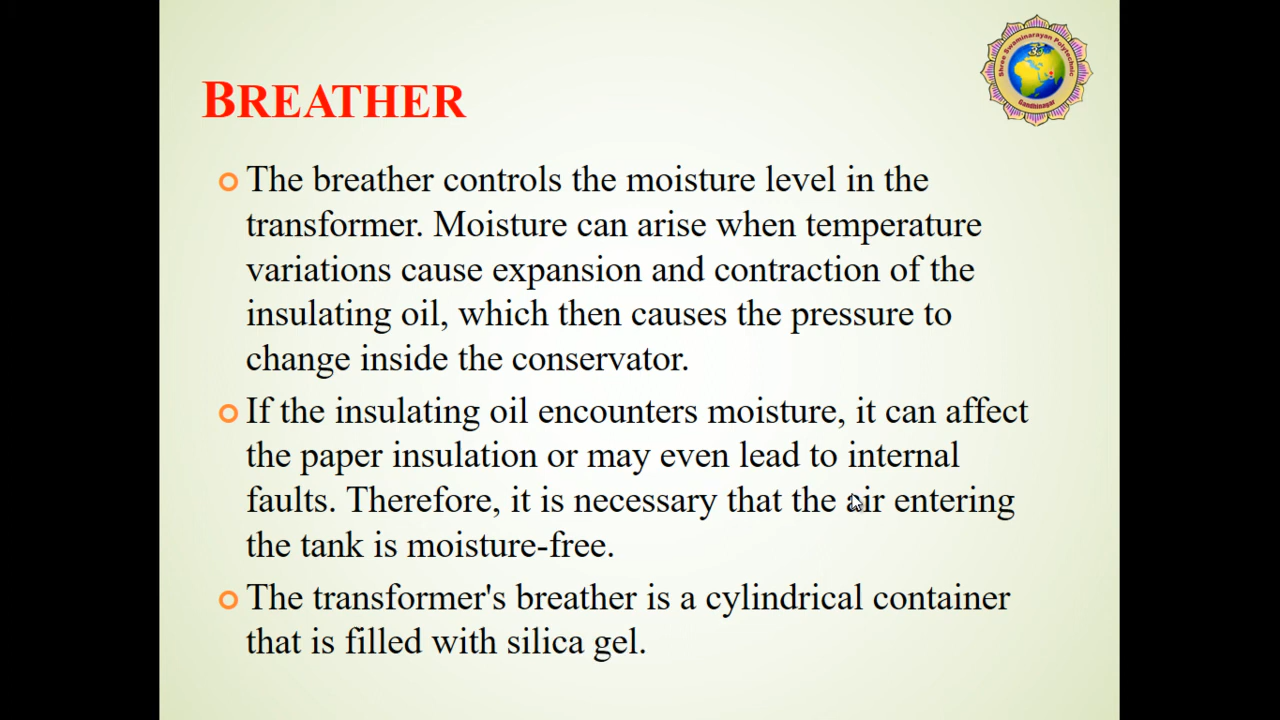 BREATHER
Shree Swaminarayan Polytechnic
Gandhinagar
The breather controls the moisture level in the
transformer. Moisture can arise when temperature
variations cause expansion and contraction of the
insulating oil, which then causes the pressure to
change inside the conservator.
If the insulating oil encounters moisture, it can affect
the paper insulation or may even lead to internal
faults. Therefore, it is necessary that the air entering
the tank is moisture-free.
The transformer's breather is a cylindrical container
that is filled with silica gel.